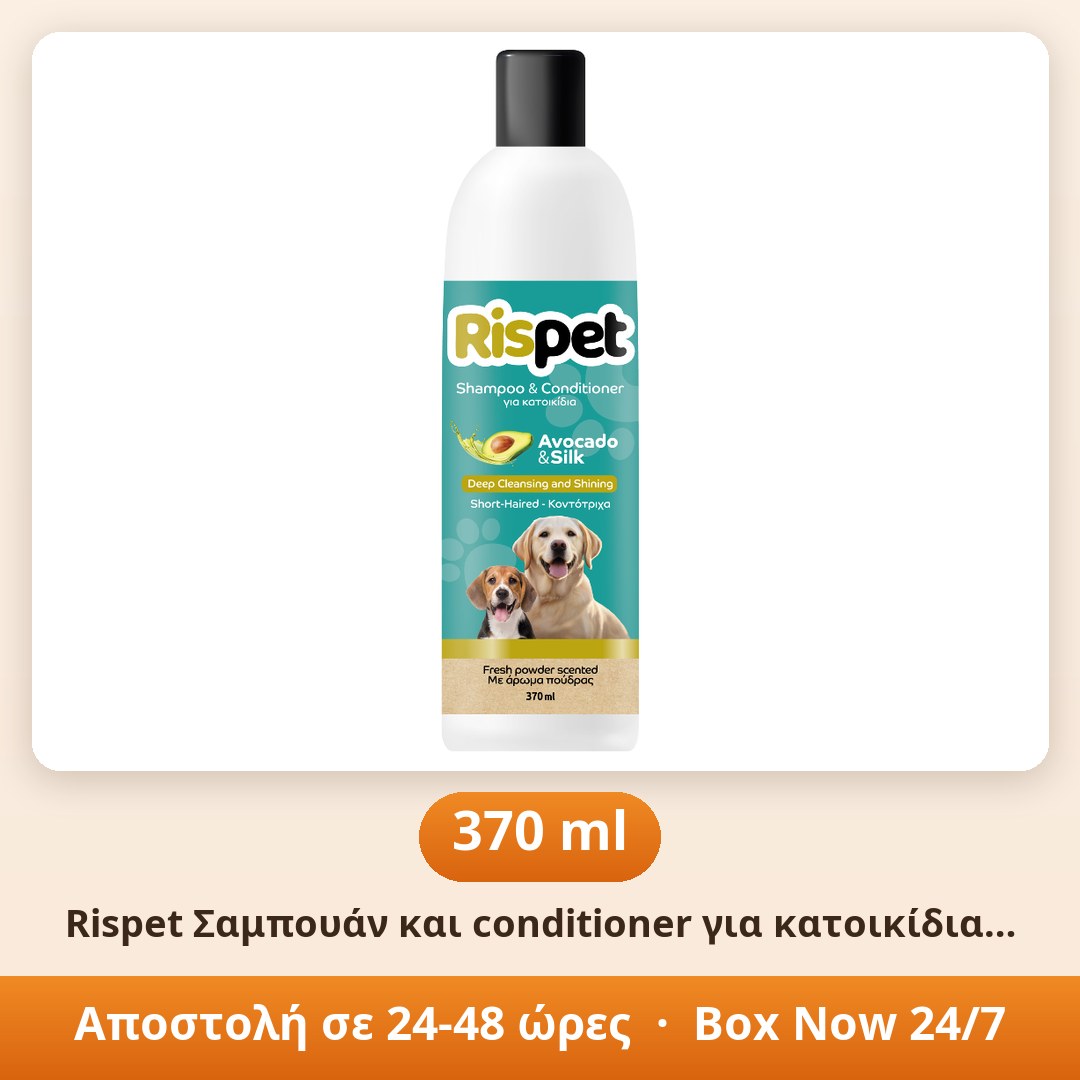 Rispet
Shampoo & Conditioner
για κατοικίδια
Avocado
&Silk
Deep Cleansing and Shining
Short-Haired - Κοντότριχα
Fresh powder scented
Με άρωμα πούδρας
370 ml
370 ml
Rispet Σαμπουάν και conditioner για κατοικίδια...
Αποστολή σε 24-48 ώρες · Box Now 24/7